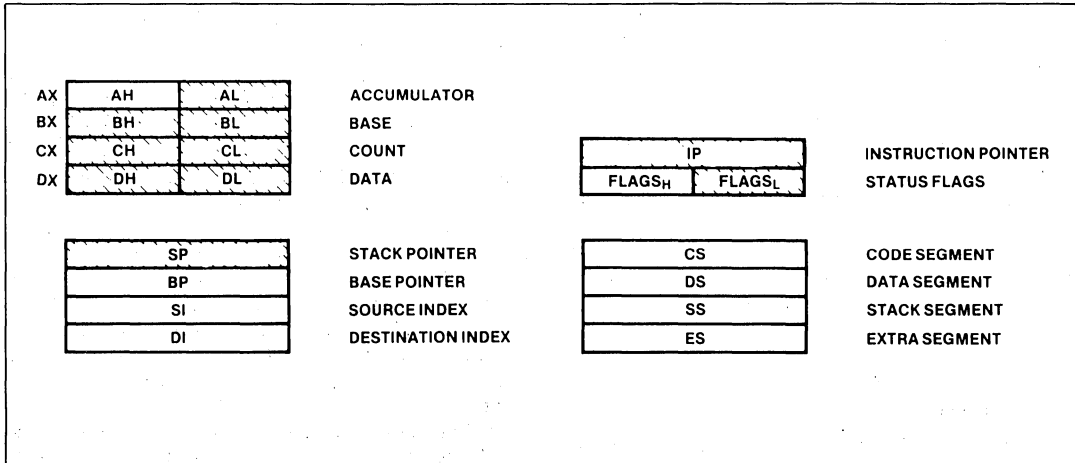 AX AH AL ACCUMULATOR
BX BH BL BASE
CX CH CL COUNT
DX DH DL DATA
IP INSTRUCTION POINTER
FLAGSH FLAGSL STATUS FLAGS
SP STACK POINTER
BP BASE POINTER
SI SOURCE INDEX
DI DESTINATION INDEX
CS CODE SEGMENT
DS DATA SEGMENT
SS STACK SEGMENT
ES EXTRA SEGMENT